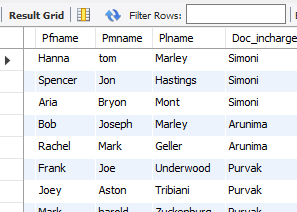 Result Grid Filter Rows:
Pfname Pmname Plname Doc_incharge
Hanna tom Marley Simoni
Spencer Jon Hastings Simoni
Aria Bryon Mont Simoni
Bob Joseph Marley Arunima
Rachel Mark Geller Arunima
Frank Joe Underwood Purvak
Joey Aston Tribiani Purvak
Mark harold Zuckenburg Purvak